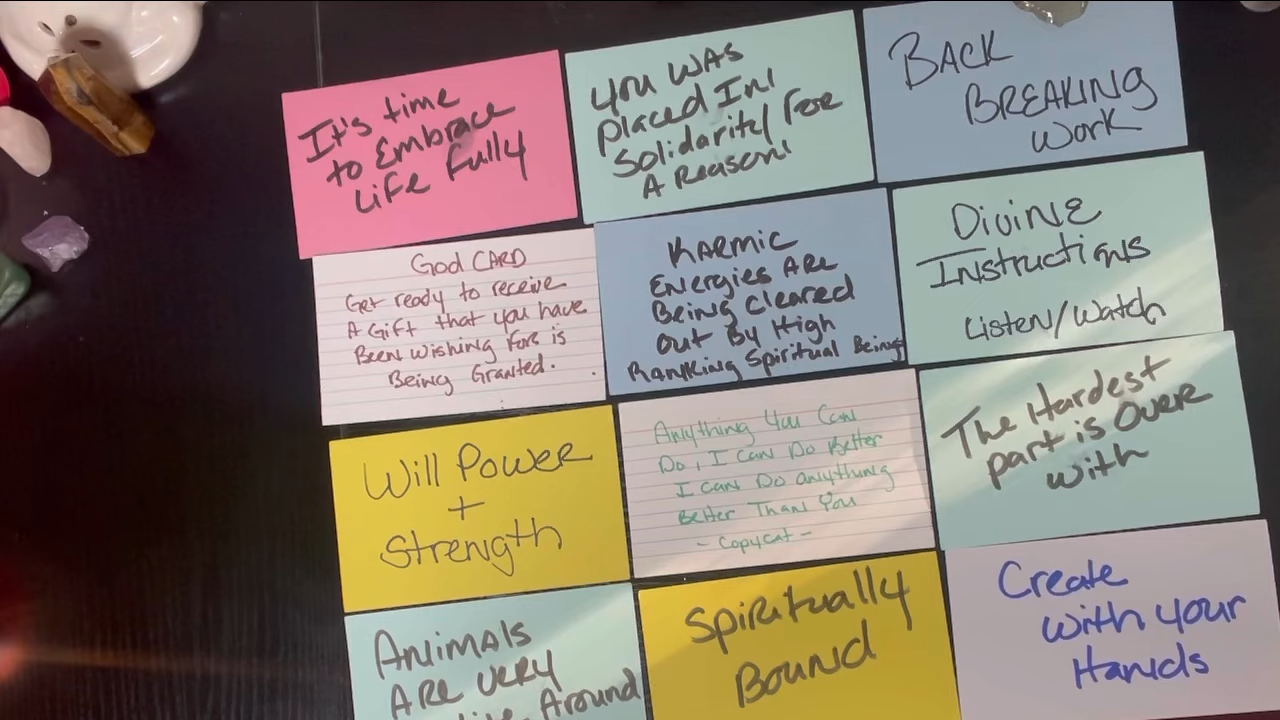 It's time
to Embrace
Life Fully
You was
placed In/
Solidarite/ For
A Reason!
BACK
BREAKING
Work
God CARD
Get ready to receive
A Gift that you have
Been wishing For is
Being Granted.
KARMIC
Energies Are
Being Cleared
out By High
Ranking Spiritual Beings
Divine
Instructions
Listen/Watch
Will Power
+
Strength
Anything You Can
Do, I Can Do Better
I can Do anything
Better Than You
- Copycat -
The Hardest
part is Over
with
Animals
Are very
Around
Spiritually
Bound
Create
with your
Hands